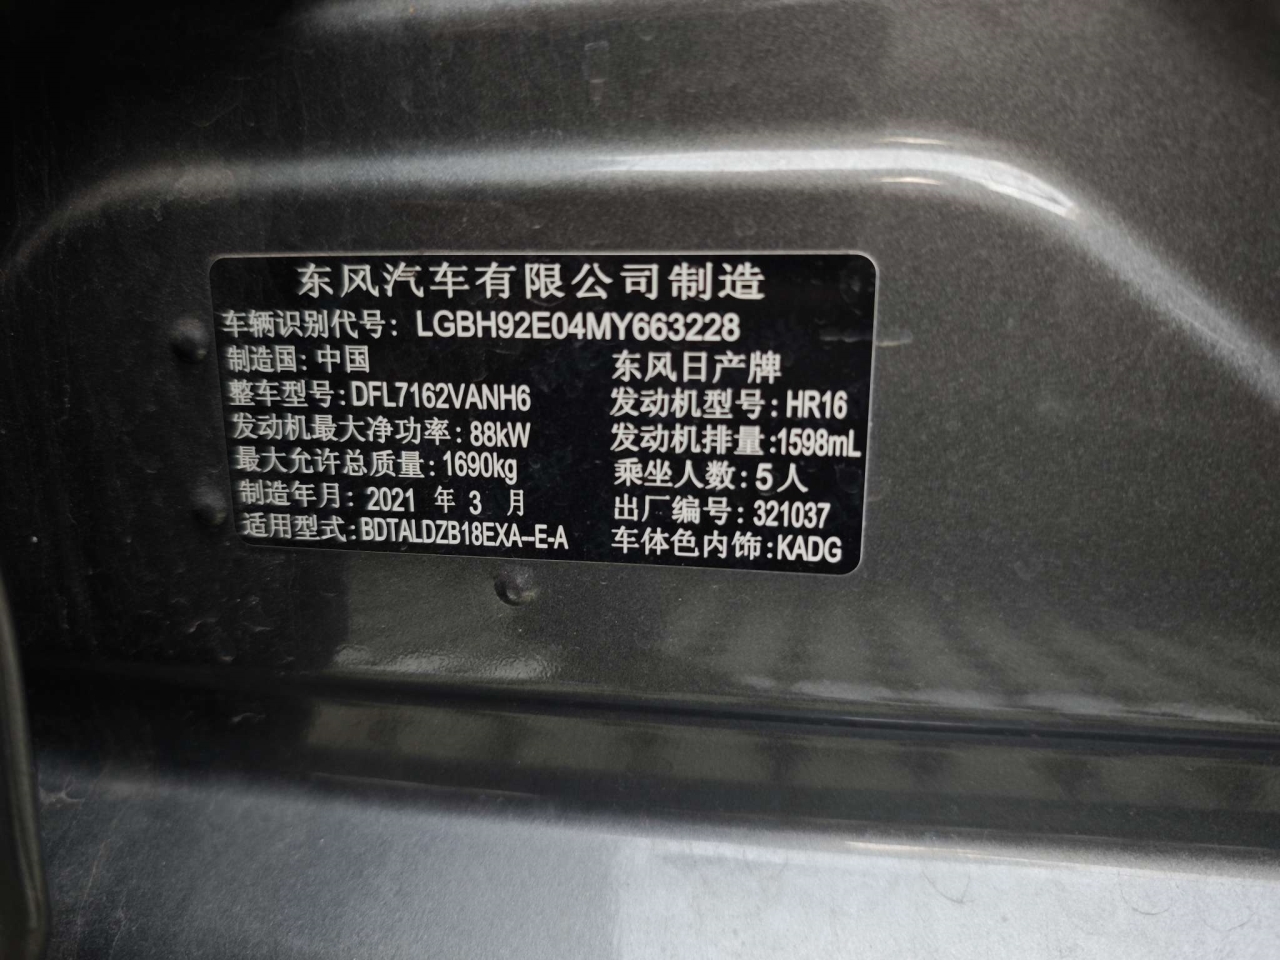 东风汽车有限公司制造
车辆识别代号: LGBH92E04MY663228
制造国: 中国
东风日产牌
整车型号: DFL7162VANH6
发动机型号: HR16
发动机最大净功率: 88kW
发动机排量: 1598mL
最大允许总质量: 1690kg
乘坐人数: 5人
制造年月: 2021 年 3 月
出厂编号: 321037
适用型式: BDTALDZB18EXA--E-A
车体色内饰: KADG